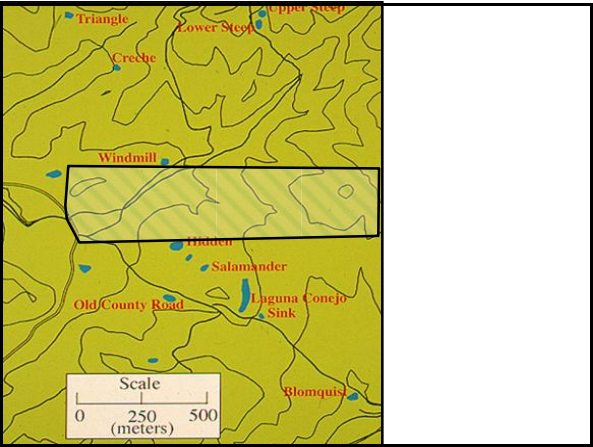 Upper Steep
Triangle
Lower Steep
Creche
Windmill
Hidden
Salamander
Old County Road
Laguna Conejo
Sink
Blomquist
Scale
0 250 500
(meters)